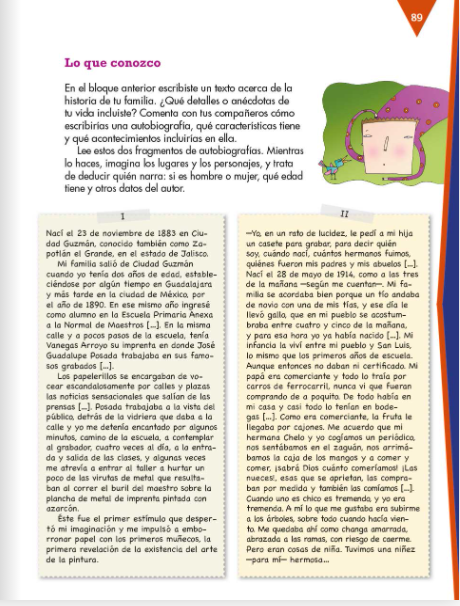 89
Lo que conozco
En el bloque anterior escribiste un texto acerca de la
historia de tu familia. ¿Qué detalles o anécdotas de
tu vida incluiste? Comenta con tus compañeros cómo
escribirías una autobiografía, qué características tiene
y qué acontecimientos incluirías en ella.
Lee estos dos fragmentos de autobiografías. Mientras
lo haces, imagina los lugares y los personajes, y trata
de deducir quién narra: si es hombre o mujer, qué edad
tiene y otros datos del autor.
I
Nací el 23 de noviembre de 1883 en Ciu-
dad Guzmán, conocido también como Za-
potlán el Grande, en el estado de Jalisco.
Mi familia salió de Ciudad Guzmán
cuando yo tenía dos años de edad, estable-
ciéndose por algún tiempo en Guadalajara
y más tarde en la ciudad de México, por
el año de 1890. En ese mismo año ingresé
como alumno en la Escuela Primaria Anexa
a la Normal de Maestros [...]. En la misma
calle y a pocos pasos de la escuela, tenía
Vanegas Arroyo su imprenta en donde José
Guadalupe Posada trabajaba en sus famo-
sos grabados [...].
Los papelerillos se encargaban de vo-
cear escandalosamente por calles y plazas
las noticias sensacionales que salían de las
prensas [...]. Posada trabajaba a la vista del
público, detrás de la vidriera que daba a la
calle y yo me detenía encantado por algunos
minutos, camino de la escuela, a contemplar
al grabador, cuatro veces al día, a la entra-
da y salida de las clases, y algunas veces
me atrevía a entrar al taller a hurtar un
poco de las virutas de metal que resulta-
ban al correr el buril del maestro sobre la
plancha de metal de imprenta pintada con
azarcón.
Éste fue el primer estímulo que desper-
tó mi imaginación y me impulsó a embo-
rronar papel con los primeros muñecos, la
primera revelación de la existencia del arte
de la pintura.
II
—Yo, en un rato de lucidez, le pedí a mi hija
un casete para grabar, para decir quién
soy, cuándo nací, cuántos hermanos fuimos,
quiénes fueron mis padres y mis abuelos [...].
Nací el 28 de mayo de 1914, como a las tres
de la mañana —según me cuentan—. Mi fa-
milia se acordaba bien porque un tío andaba
de novio con una de mis tías, y ese día le
llevó gallo, que en mi pueblo se acostum-
braba entre cuatro y cinco de la mañana,
y para esa hora yo ya había nacido [...]. Mi
infancia la viví entre mi pueblo y San Luis,
lo mismo que los primeros años de escuela.
Aunque entonces no daban ni certificado. Mi
papá era comerciante y todo lo traía por
carros de ferrocarril, nunca vi que fueran
comprando de a poquito. De todo había en
mi casa y casi todo lo tenían en bode-
gas [...]. Como era comerciante, la fruta le
llegaba por cajones. Me acuerdo que mi
hermana Chelo y yo cogíamos un periódico,
nos sentábamos en el zaguán, nos arrimá-
bamos la caja de los mangos y a comer y
comer, ¡sabrá Dios cuánto comeríamos! ¡Las
nueces!, esas que se aprietan, las compra-
ban por medida y también las comíamos [...].
Cuando uno es chico es tremendo, y yo era
tremenda. A mí lo que me gustaba era subirme
a los árboles, sobre todo cuando hacía vien-
to. Me quedaba ahí como changa amarrada,
abrazada a las ramas, con riesgo de caerme.
Pero eran cosas de niña. Tuvimos una niñez
—para mí— hermosa...